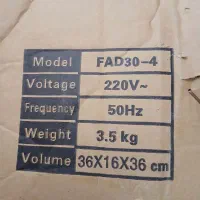 Model FAD30-4
Voltage 220V~
Frequency 50Hz
Weight 3.5 kg
Volume 36X16X36 cm